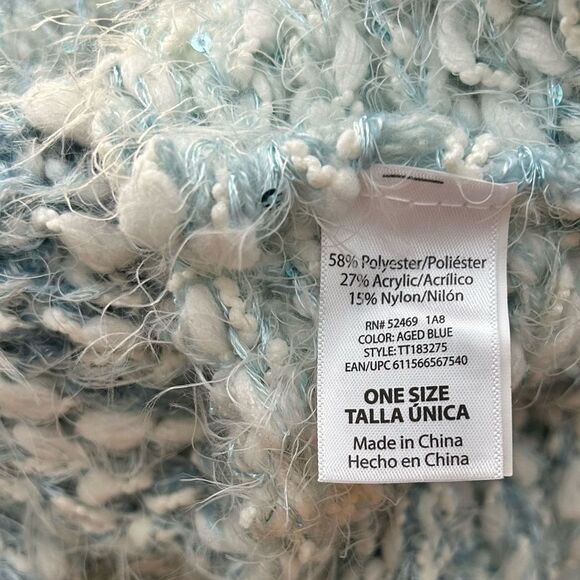 58% Polyester/Poliéster
27% Acrylic/Acrílico
15% Nylon/Nilón
RN# 52469 1A8
COLOR: AGED BLUE
STYLE: TT183275
EAN/UPC 611566567540
ONE SIZE
TALLA ÚNICA
Made in China
Hecho en China